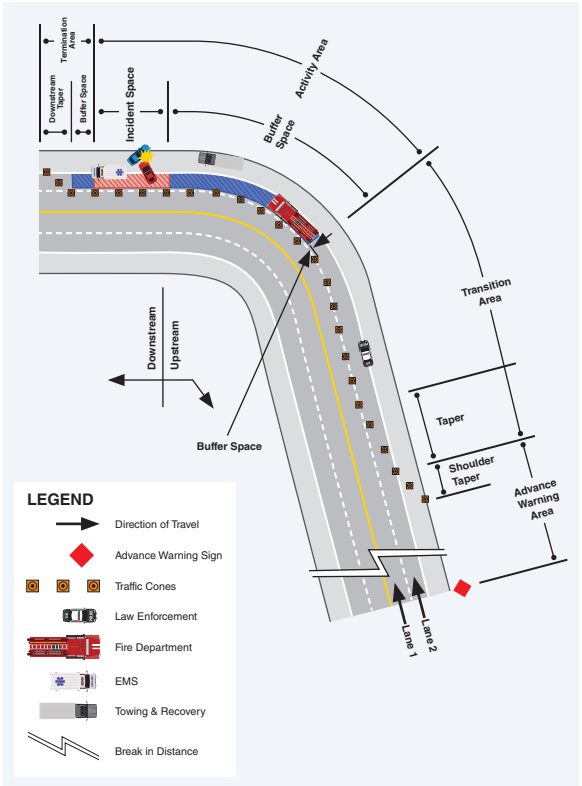 Termination
Area
Downstream
Taper
Buffer Space
Incident Space
Activity Area
Buffer
Space
Transition
Area
Downstream
Upstream
Buffer Space
Taper
Shoulder
Taper
Advance
Warning
Area
Lane 1
Lane 2
LEGEND
Direction of Travel
Advance Warning Sign
Traffic Cones
Law Enforcement
Fire Department
EMS
Towing & Recovery
Break in Distance